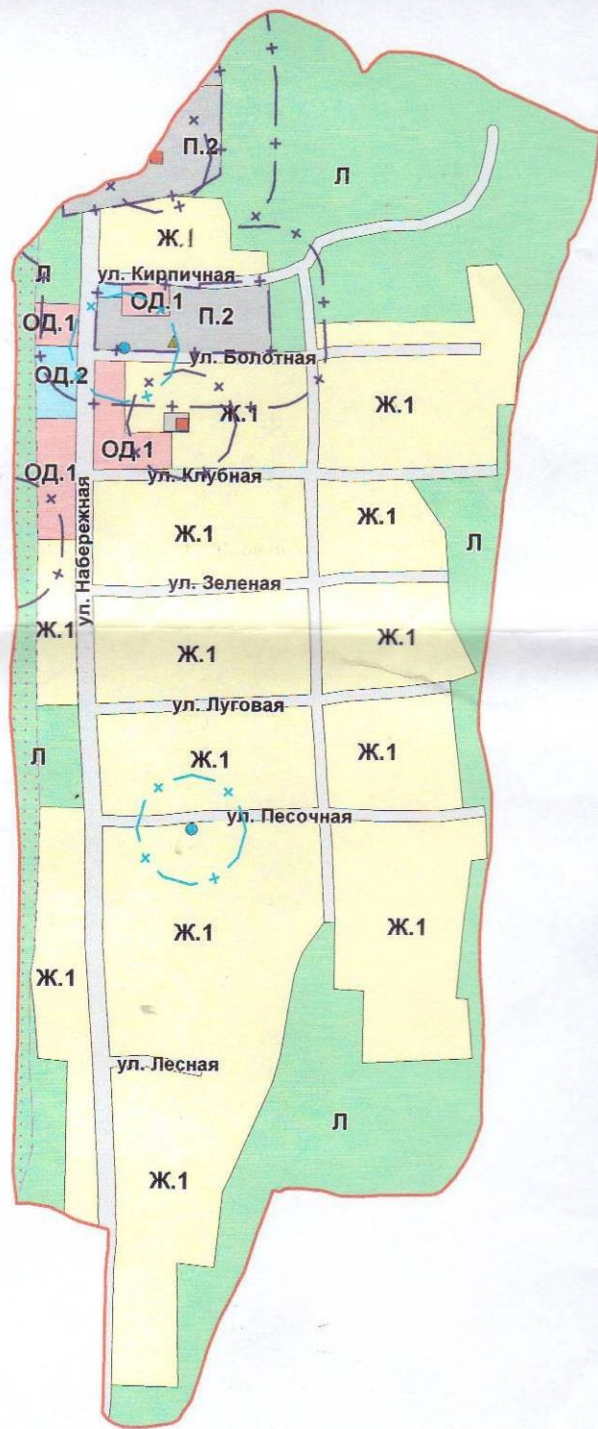 П.2
Л
Ж.1
Л
ул. Кирпичная
ОД.1
П.2
ОД.1
ул. Болотная
ОД.2
Ж.1
Ж.1
ОД.1
ОД.1
ул. Клубная
ул. Набережная
Ж.1
Ж.1
Л
ул. Зеленая
Ж.1
Ж.1
Ж.1
ул. Луговая
Л
Ж.1
Ж.1
ул. Песочная
Ж.1
Ж.1
Ж.1
ул. Лесная
Л
Ж.1